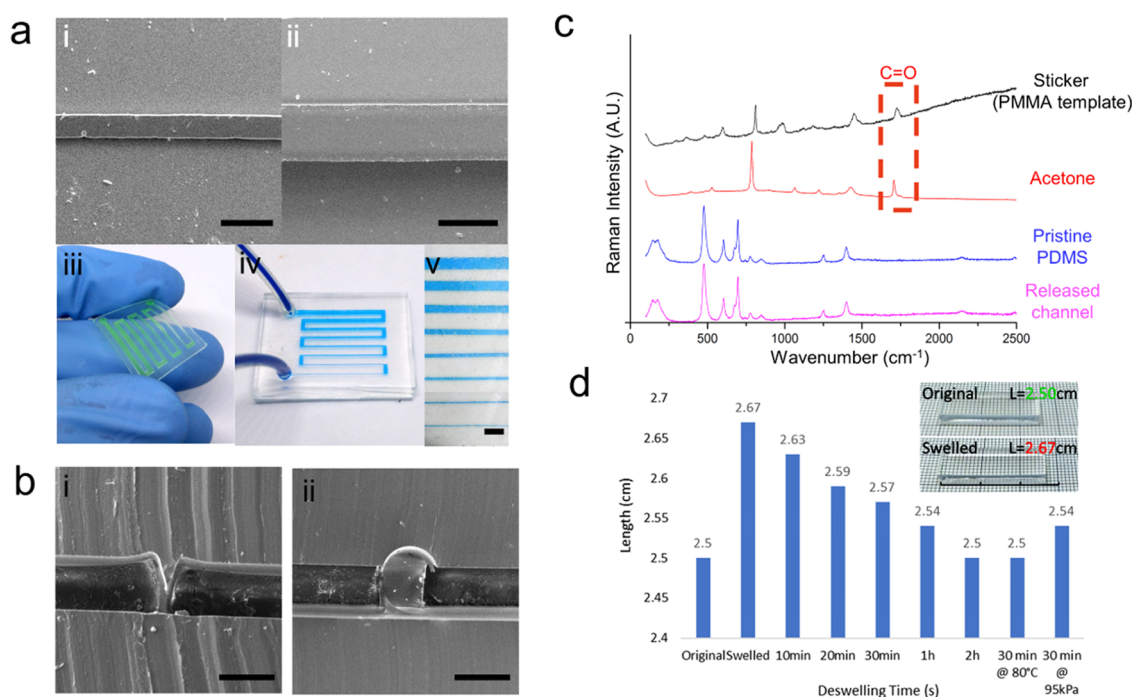 a
i
ii
iii
iv
v
b
i
ii
c
C=O
Sticker
(PMMA template)
Acetone
Pristine
PDMS
Released
channel
Raman Intensity (A.U.)
0
500
1000
1500
2000
2500
Wavenumber (cm-1)
d
Original
L=2.50cm
Swelled
L=2.67cm
Length (cm)
2.7
2.65
2.6
2.55
2.5
2.45
2.4
2.5
2.67
2.63
2.59
2.57
2.54
2.5
2.5
2.54
Original
Swelled
10min
20min
30min
1h
2h
30 min
@ 80°C
30 min
@
95kPa
Deswelling Time (s)